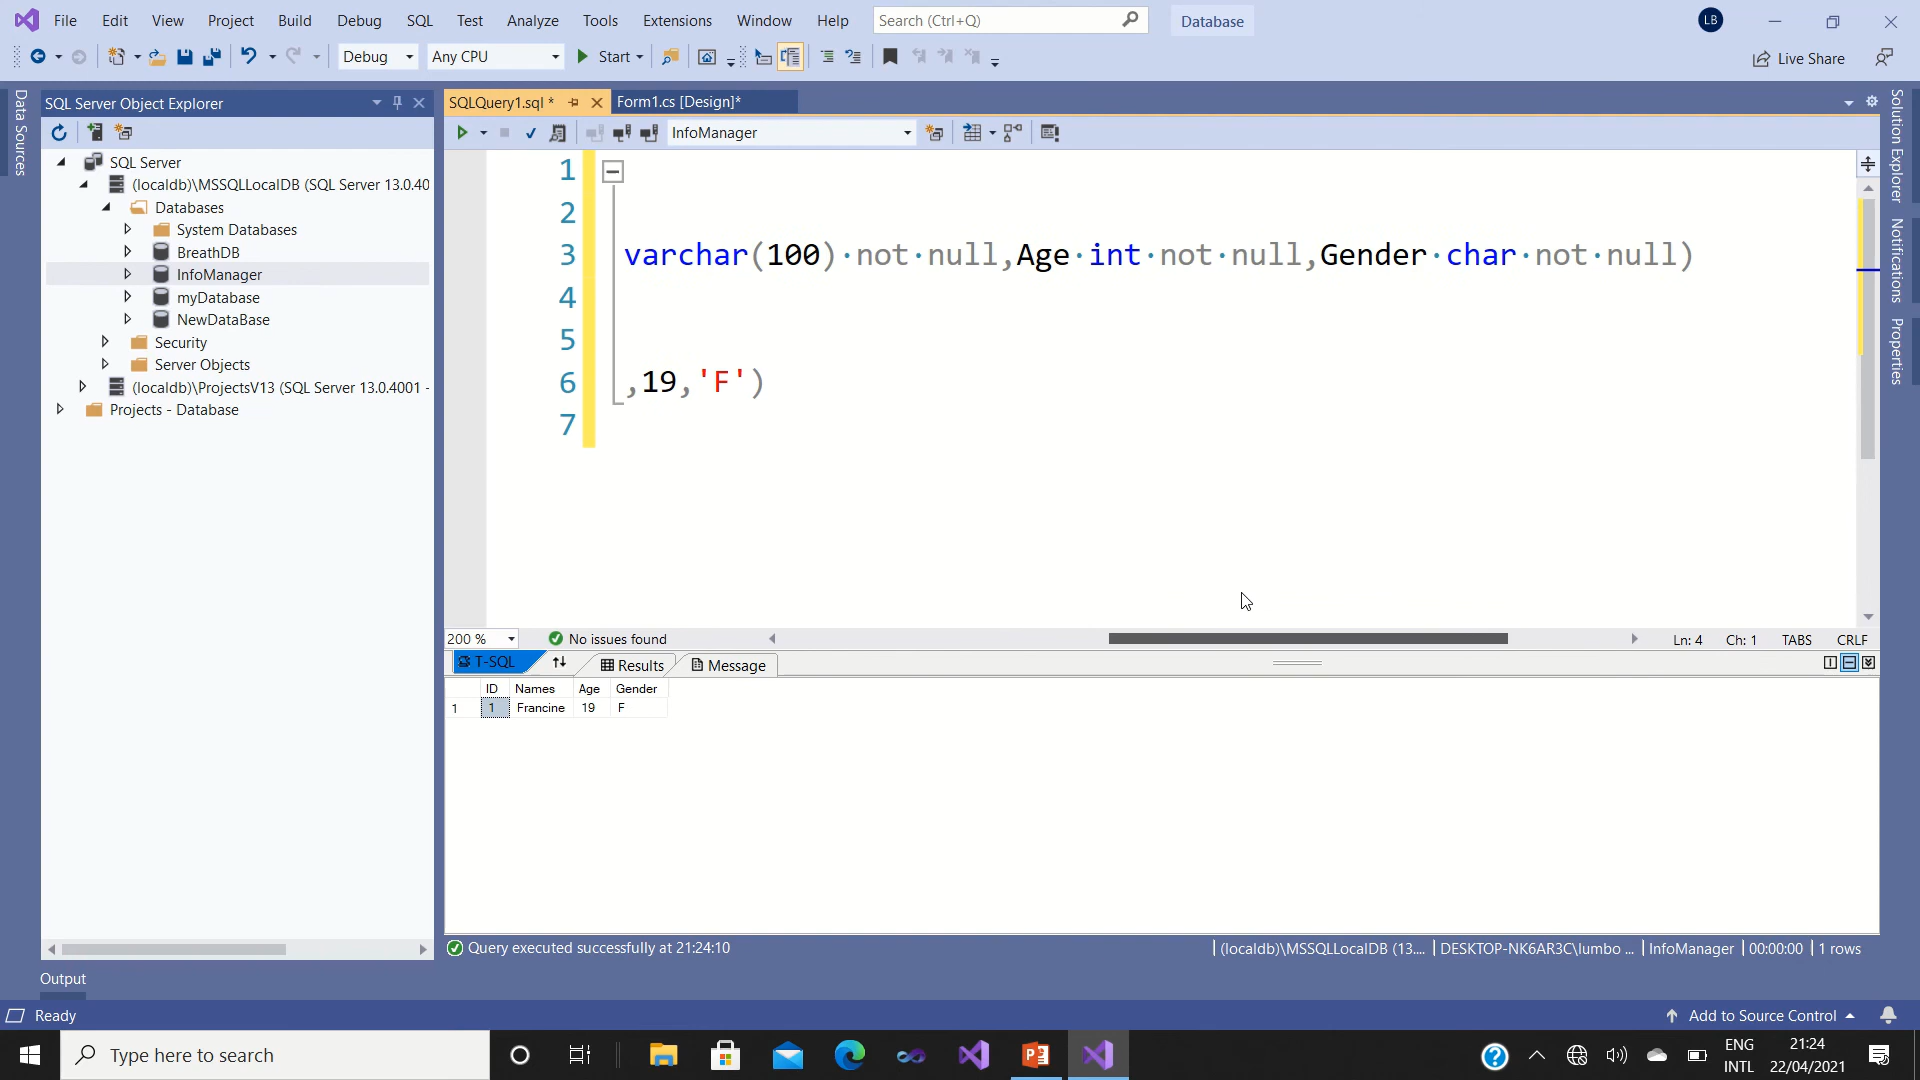 File Edit View Project Build Debug SQL Test Analyze Tools Extensions Window Help Search (Ctrl+Q) Database LB
Debug Any CPU Start Live Share
Data Sources
SQL Server Object Explorer
SQL Server
(localdb)\MSSQLLocalDB (SQL Server 13.0.40
Databases
System Databases
BreathDB
InfoManager
myDatabase
NewDataBase
Security
Server Objects
(localdb)\ProjectsV13 (SQL Server 13.0.4001 -
Projects - Database
SQLQuery1.sql * Form1.cs [Design]*
InfoManager
1
2
3 varchar(100)·not·null,Age·int·not·null,Gender·char·not·null)
4
5
6 ,19,'F')
7
Solution Explorer
Notifications
Properties
200 % No issues found Ln: 4 Ch: 1 TABS CRLF
T-SQL Results Message
ID Names Age Gender
1 1 Francine 19 F
Query executed successfully at 21:24:10 (localdb)\MSSQLLocalDB (13.... DESKTOP-NK6AR3C\lumbo ... InfoManager 00:00:00 1 rows
Output
Ready Add to Source Control
Type here to search ENG INTL 21:24 22/04/2021